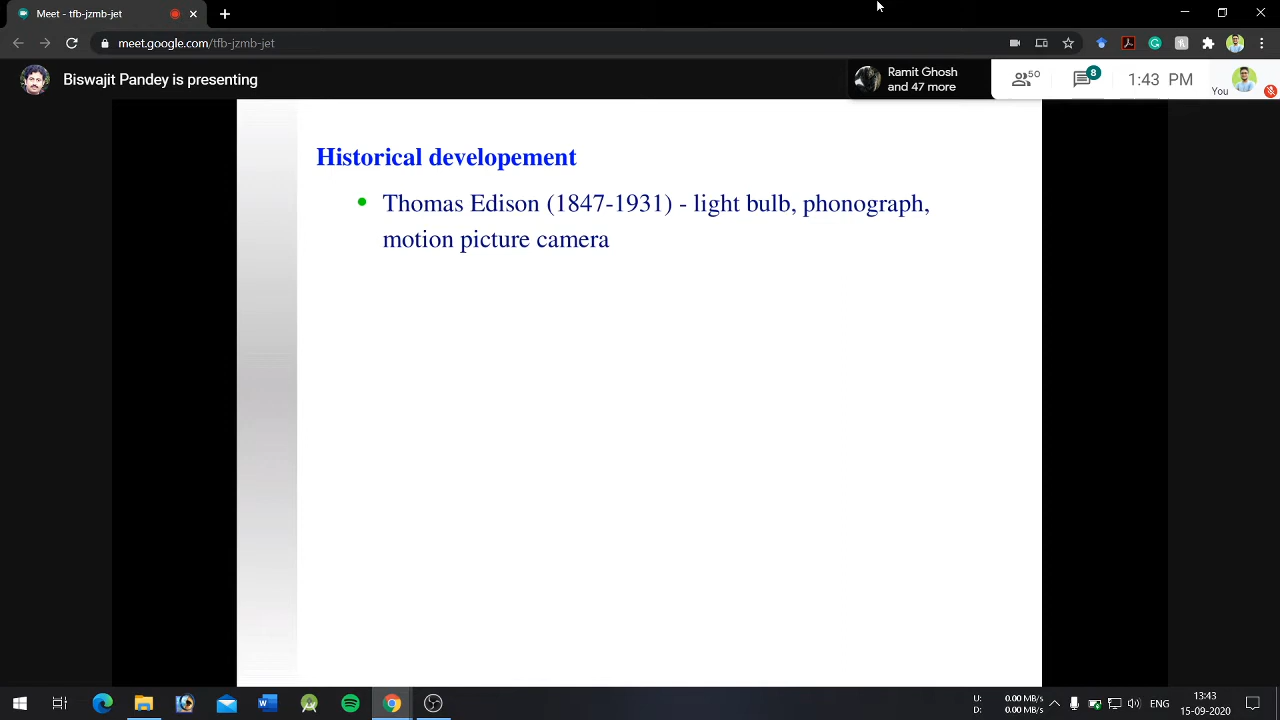 Meet - tfb-jzmb-jet
meet.google.com/tfb-jzmb-jet
Biswajit Pandey is presenting
Ramit Ghosh
and 47 more
50
8
1:43 PM
You
Historical developement
• Thomas Edison (1847-1931) - light bulb, phonograph,
motion picture camera
U: 0.00 MB/s
D: 0.00 MB/s
ENG
13:43
15-09-2020